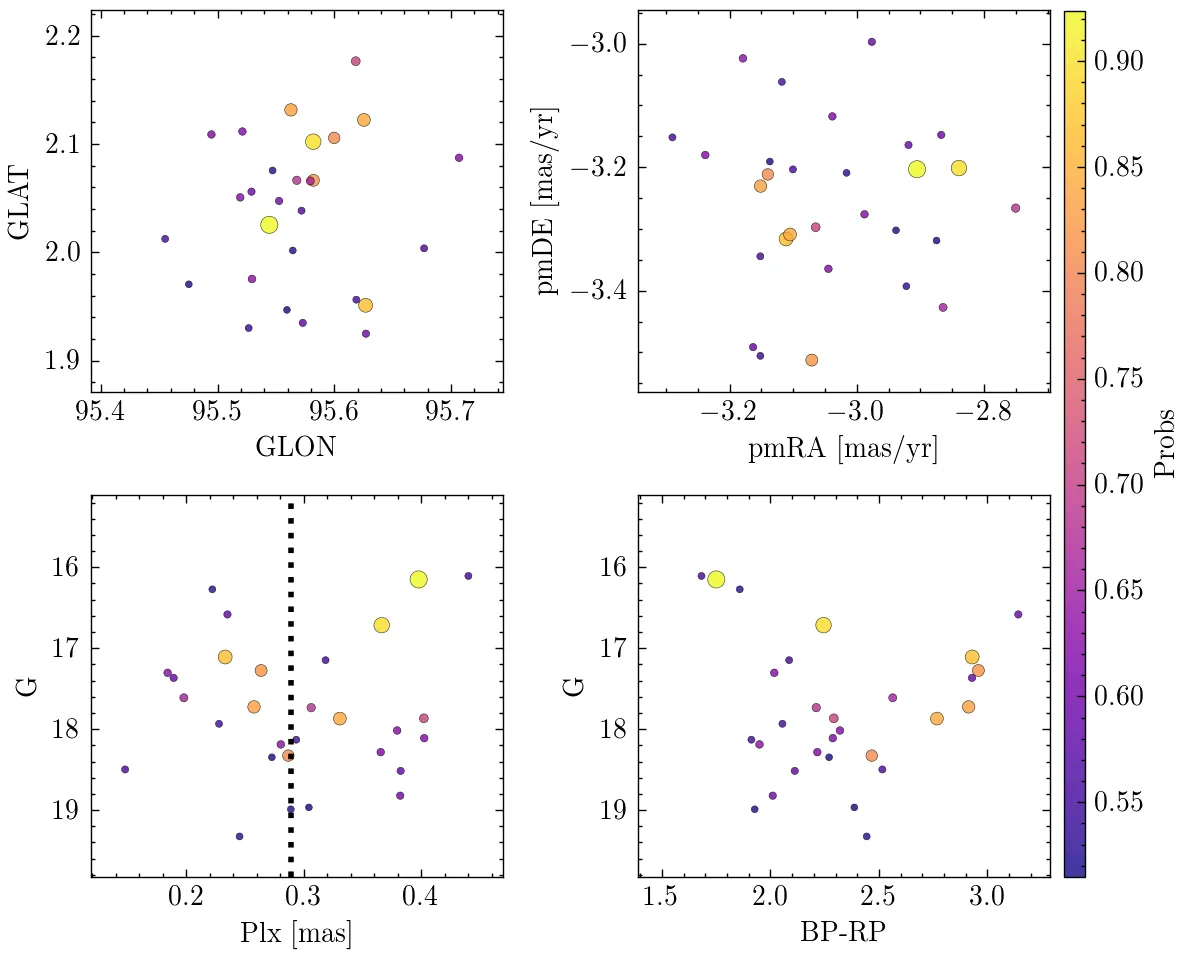 2.2
2.1
2.0
1.9
GLAT
95.4 95.5 95.6 95.7
GLON
−3.0
−3.2
−3.4
pmDE [mas/yr]
−3.2 −3.0 −2.8
pmRA [mas/yr]
16
17
18
19
G
0.2 0.3 0.4
Plx [mas]
16
17
18
19
G
1.5 2.0 2.5 3.0
BP-RP
0.90
0.85
0.80
0.75
0.70
0.65
0.60
0.55
Probs